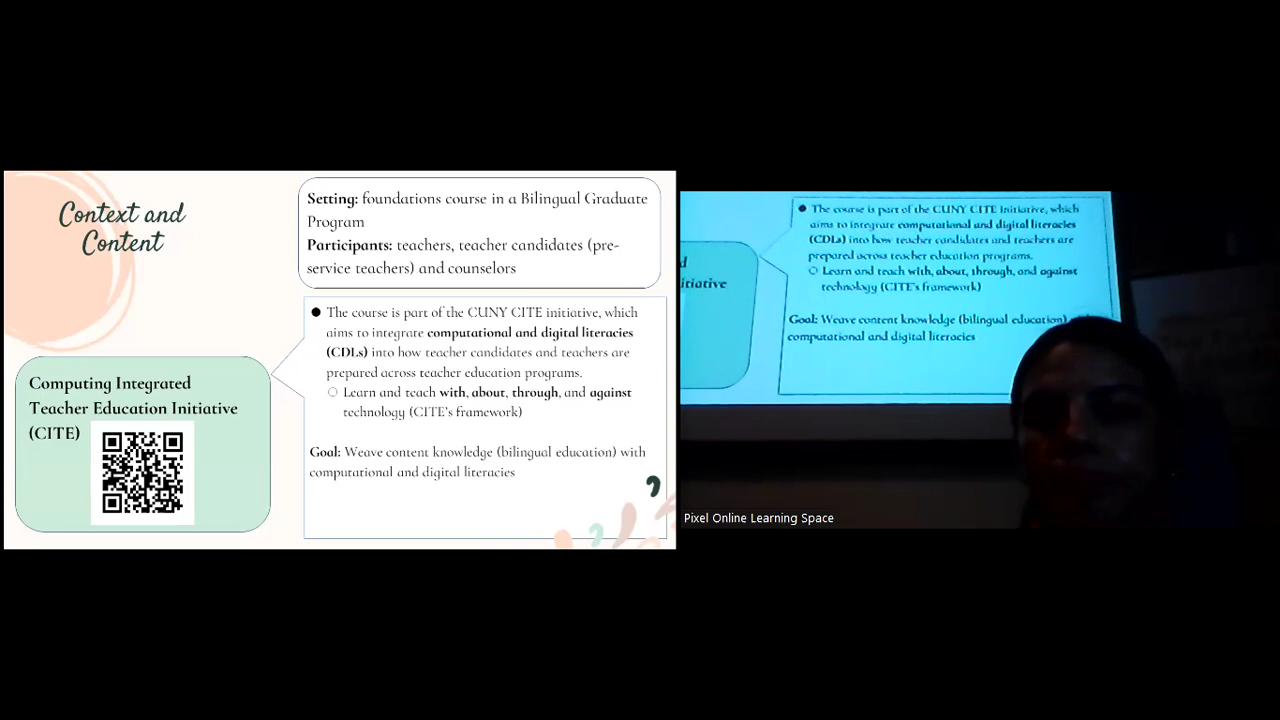 Context and
Content
Setting: foundations course in a Bilingual Graduate
Program
Participants: teachers, teacher candidates (pre-
service teachers) and counselors
● The course is part of the CUNY CITE initiative, which
aims to integrate computational and digital literacies
(CDLs) into how teacher candidates and teachers are
prepared across teacher education programs.
○ Learn and teach with, about, through, and against
technology (CITE's framework)
Goal: Weave content knowledge (bilingual education) with
computational and digital literacies
Computing Integrated
Teacher Education Initiative
(CITE)
● The course is part of the CUNY CITE initiative, which
aims to integrate computational and digital literacies
(CDLs) into how teacher candidates and teachers are
prepared across teacher education programs.
○ Learn and teach with, about, through, and against
technology (CITE's framework)
Goal: Weave content knowledge (bilingual education)
computational and digital literacies
d
itiative
Pixel Online Learning Space